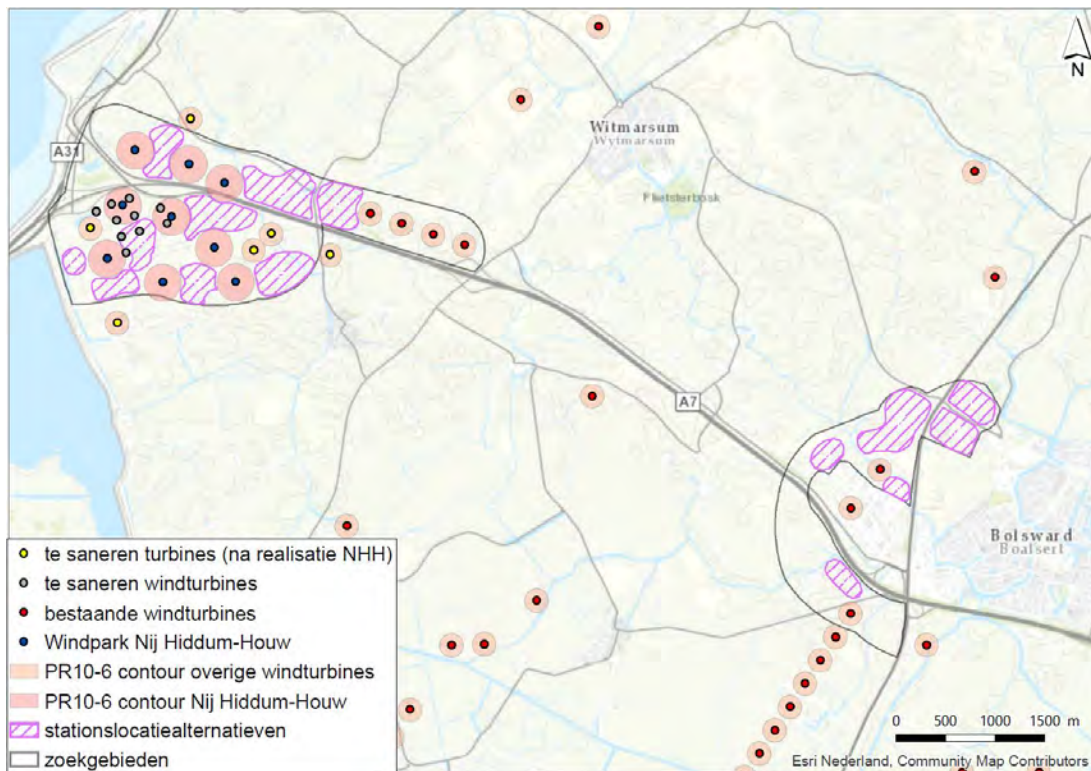 N
Witmarsum
Wytmarsum
A31
A7
Bolsward
Boalsert
te saneren turbines (na realisatie NHH)
te saneren windturbines
bestaande windturbines
Windpark Nij Hiddum-Houw
PR10-6 contour overige windturbines
PR10-6 contour Nij Hiddum-Houw
stationslocatiealternatieven
zoekgebieden
0 500 1000 1500 m
Esri Nederland, Community Map Contributors